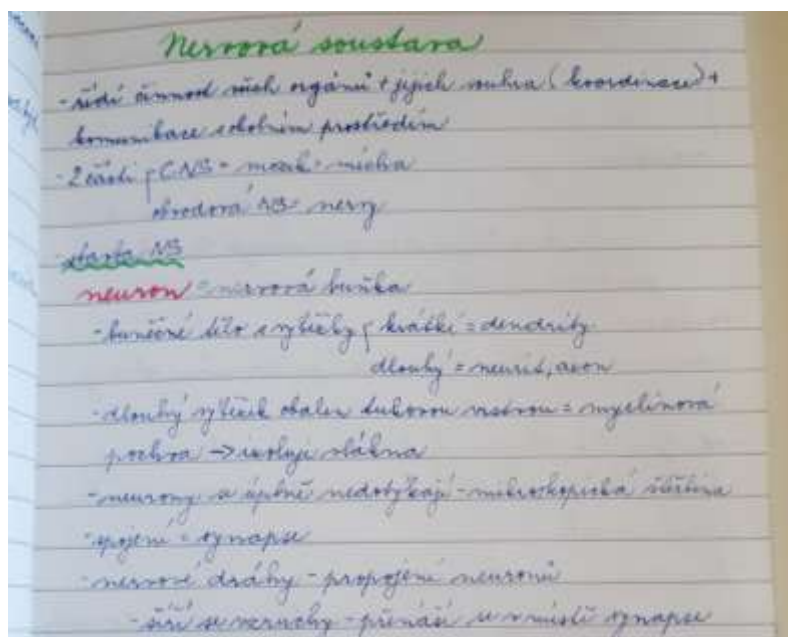 Nervová soustava
- řídí činnost všech orgánů + jejich souhra (koordinace) +
komunikace s okolním prostředím
- 2 části { CNS = mozek + mícha
obvodová NS = nervy
stavba NS
neuron = nervová buňka
- buněčné tělo s výběžky { krátké = dendrity
dlouhý = neurit, axon
- dlouhý výběžek obalen tukovou vrstvou = myelinová
pochva -> izoluje vlákna
- neurony se úplně nedotýkají - mikroskopická štěrbina
- spojení = synapse
- nervové dráhy - propojení neuronů
- šíří se vzruchy - přenáší se v místě synapse